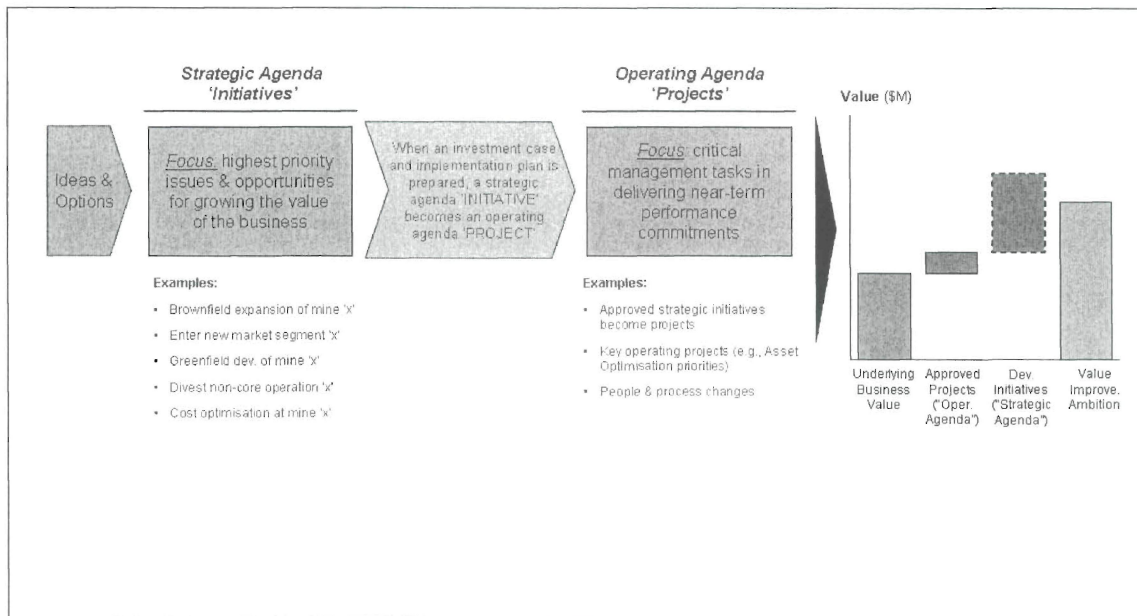 Strategic Agenda
'Initiatives'
Operating Agenda
'Projects'
Value ($M)
Ideas &
Options
Focus: highest priority
issues & opportunities
for growing the value
of the business
When an investment case
and implementation plan is
prepared, a strategic
agenda 'INITIATIVE'
becomes an operating
agenda 'PROJECT'
Focus: critical
management tasks in
delivering near-term
performance
commitments
Examples:
• Brownfield expansion of mine 'x'
• Enter new market segment 'x'
• Greenfield dev. of mine 'x'
• Divest non-core operation 'x'
• Cost optimisation at mine 'x'
Examples:
• Approved strategic initiatives
become projects
• Key operating projects (e.g., Asset
Optimisation priorities)
• People & process changes
Underlying
Business
Value
Approved
Projects
("Oper.
Agenda")
Dev.
Initiatives
("Strategic
Agenda")
Value
Improve.
Ambition